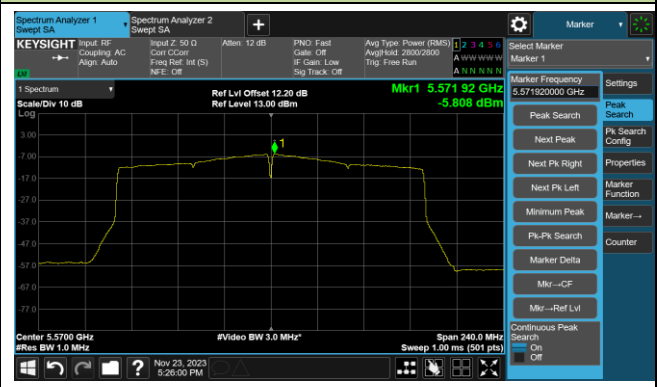 Spectrum Analyzer 1
Swept SA
Spectrum Analyzer 2
Swept SA
+
Marker
KEYSIGHT
Input: RF
Coupling: AC
Align: Auto
Input Z: 50 Ω
Corr CCorr
Freq Ref: Int (S)
NFE: Off
Atten: 12 dB
PNO: Fast
Gate: Off
IF Gain: Low
Sig Track: Off
Avg Type: Power (RMS)
Avg|Hold: 2800/2800
Trig: Free Run
1 2 3 4 5 6
A W W W W W
A N N N N N
Select Marker
Marker 1
1 Spectrum
Scale/Div 10 dB
Log
Ref Lvl Offset 12.20 dB
Ref Level 13.00 dBm
Mkr1 5.571 92 GHz
-5.808 dBm
1
3.00
-7.00
-17.0
-27.0
-37.0
-47.0
-57.0
-67.0
-77.0
Center 5.5700 GHz
#Res BW 1.0 MHz
#Video BW 3.0 MHz*
Span 240.0 MHz
Sweep 1.00 ms (501 pts)
Marker Frequency
5.571920000 GHz
Peak Search
Next Peak
Next Pk Right
Next Pk Left
Minimum Peak
Pk-Pk Search
Marker Delta
Mkr→CF
Mkr→Ref Lvl
Continuous Peak
Search
On
Off
Settings
Peak
Search
Pk Search
Config
Properties
Marker
Function
Marker→
Counter
?
Nov 23, 2023
5:26:00 PM